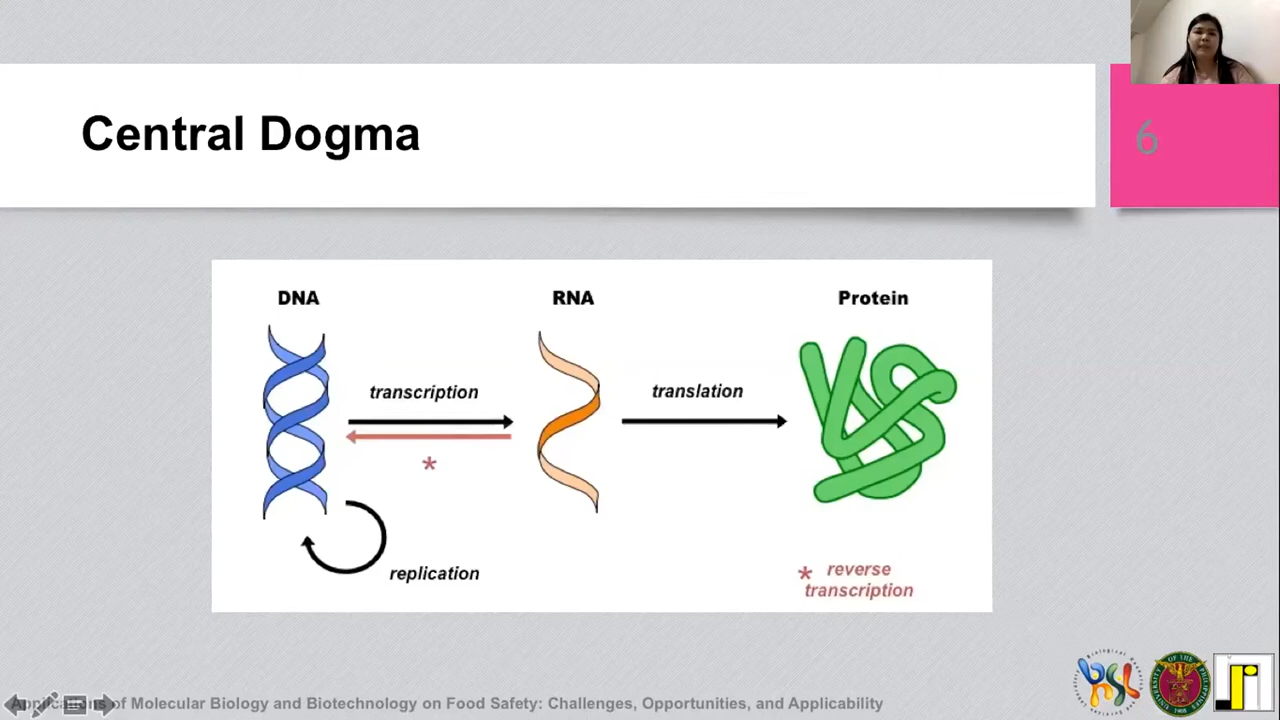 Central Dogma
6
DNA
RNA
Protein
transcription
translation
*
replication
* reverse
transcription
Applications of Molecular Biology and Biotechnology on Food Safety: Challenges, Opportunities, and Applicability